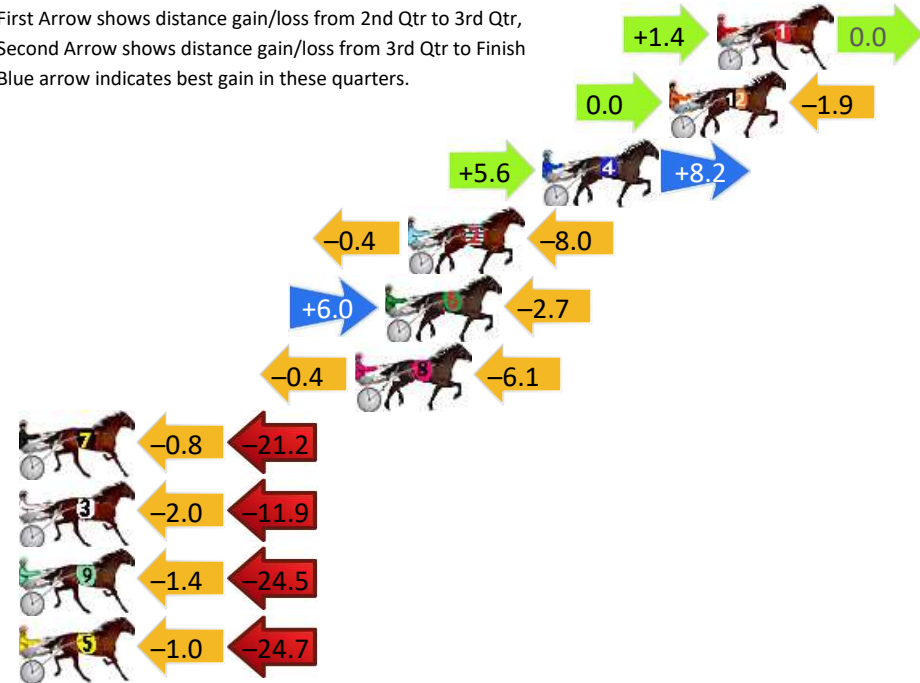 First Arrow shows distance gain/loss from 2nd Qtr to 3rd Qtr,
Second Arrow shows distance gain/loss from 3rd Qtr to Finish
Blue arrow indicates best gain in these quarters.
+1.4 1 0.0
0.0 12 –1.9
+5.6 4 +8.2
–0.4 –8.0
+6.0 –2.7
–0.4 8 –6.1
7 –0.8 –21.2
3 –2.0 –11.9
9 –1.4 –24.5
5 –1.0 –24.7